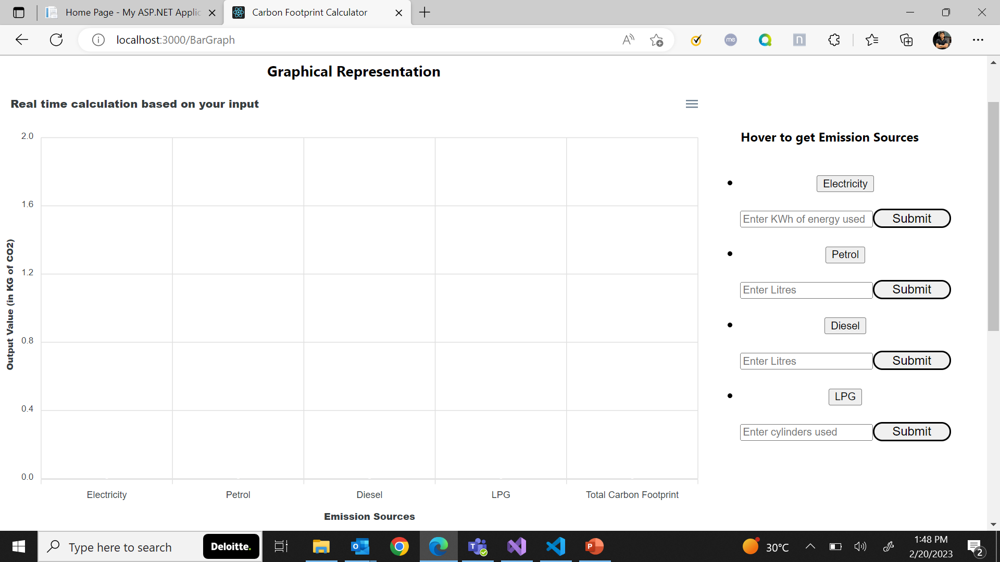 Home Page - My ASP.NET Applic
Carbon Footprint Calculator
localhost:3000/BarGraph
Graphical Representation
Real time calculation based on your input
2.0
1.6
1.2
0.8
0.4
0.0
Output Value (in KG of CO2)
Electricity
Petrol
Diesel
LPG
Total Carbon Footprint
Emission Sources
Hover to get Emission Sources
Electricity
Enter KWh of energy used Submit
Petrol
Enter Litres Submit
Diesel
Enter Litres Submit
LPG
Enter cylinders used Submit
Type here to search
Deloitte.
30°C
1:48 PM
2/20/2023
2